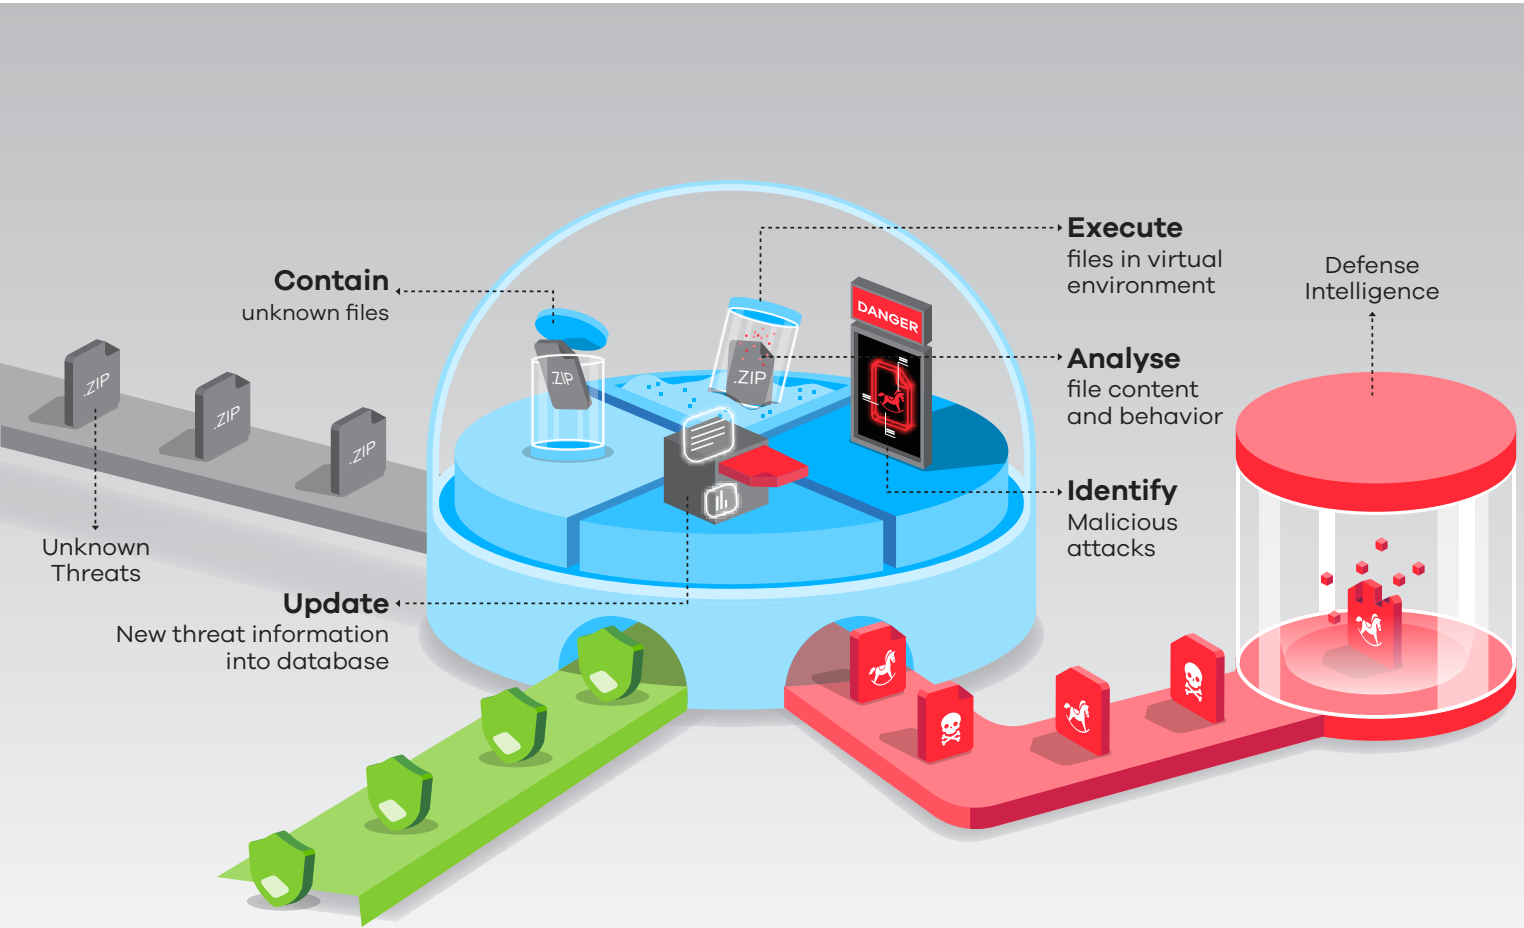 Execute
files in virtual
environment
Defense
Intelligence
Contain
unknown files
DANGER
Analyse
file content
and behavior
.ZIP
.ZIP
.ZIP
.ZIP
.ZIP
Identify
Malicious
attacks
Unknown
Threats
Update
New threat information
into database